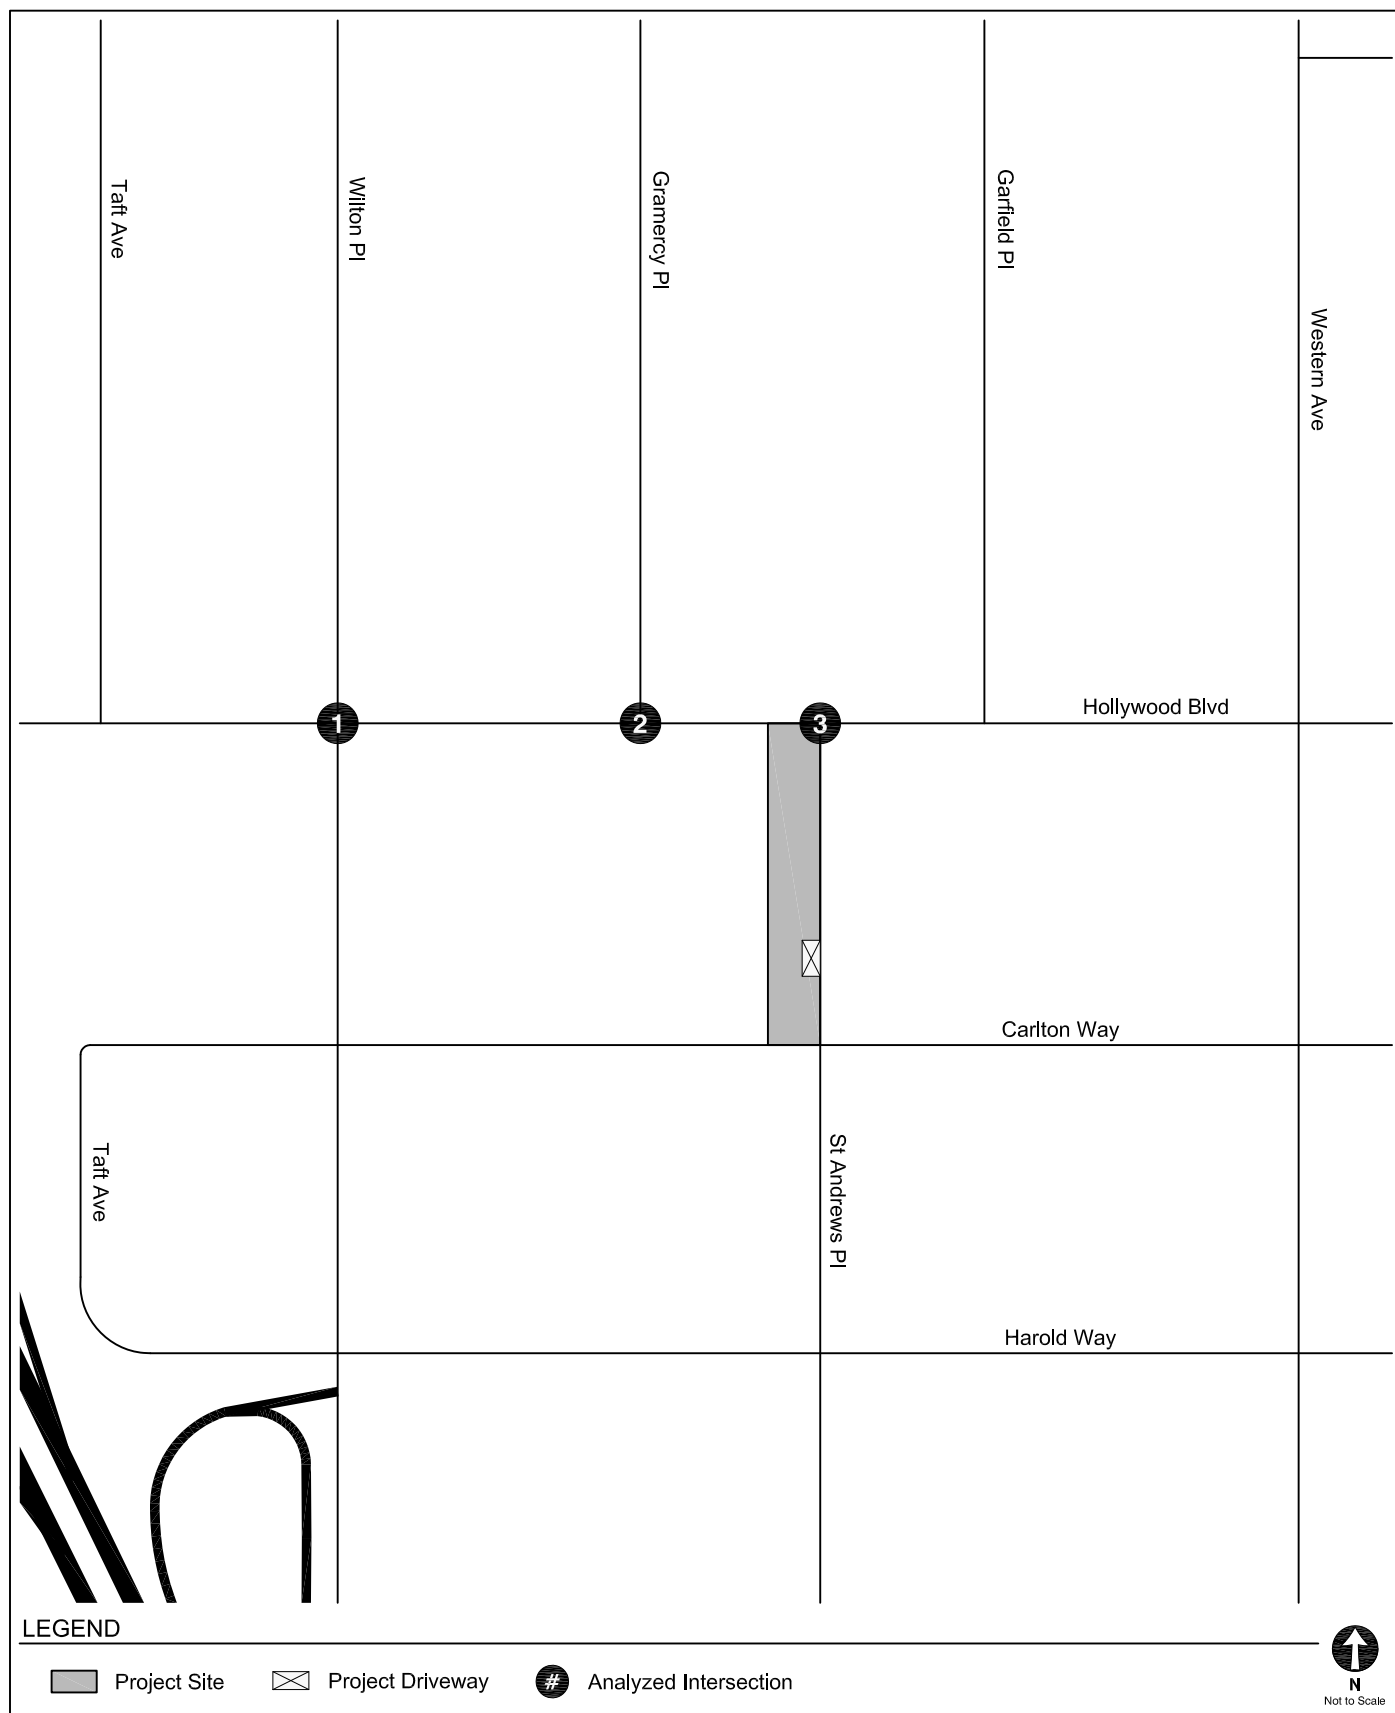 Taft Ave
Wilton Pl
Gramercy Pl
Garfield Pl
Western Ave
Hollywood Blvd
1
2
3
Carlton Way
Taft Ave
St Andrews Pl
Harold Way
LEGEND
Project Site
Project Driveway
#
Analyzed Intersection
N
Not to Scale